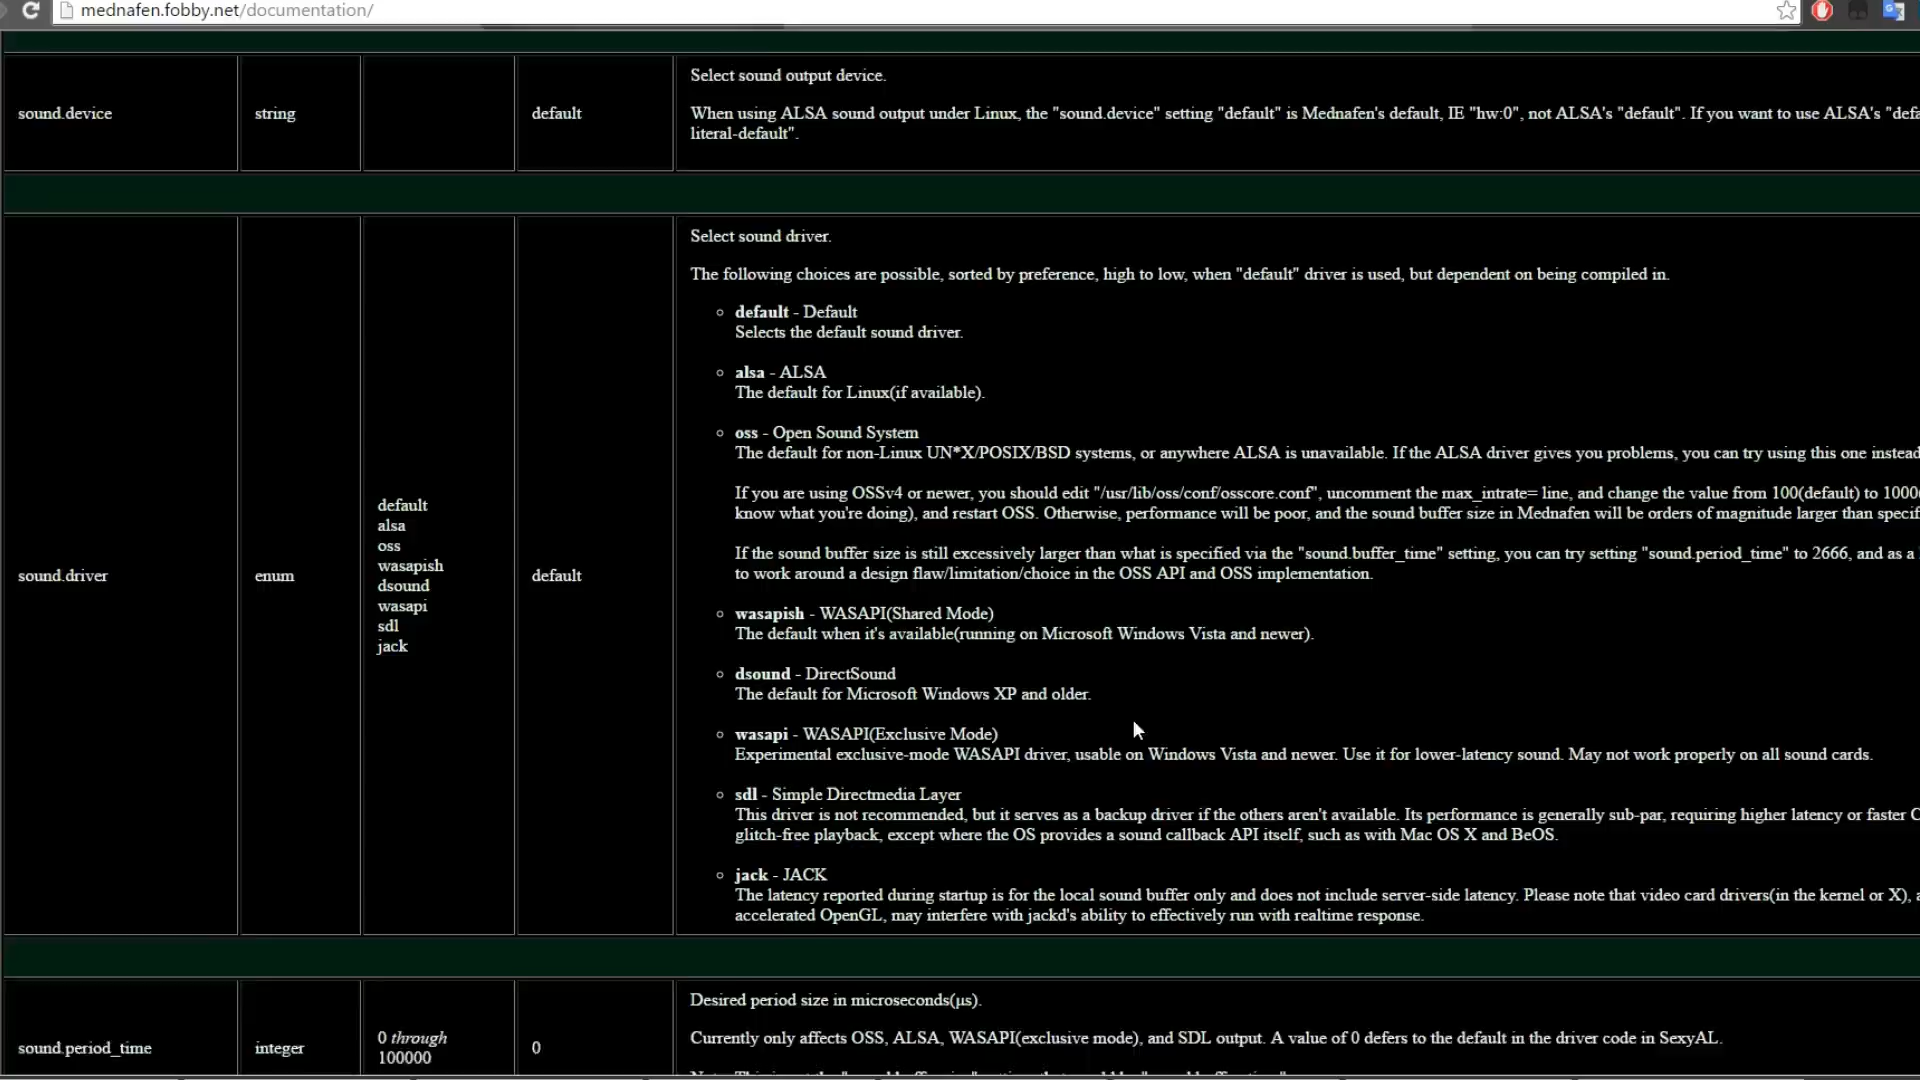 mednafen.fobby.net/documentation/
sound.device
string
default
Select sound output device.
When using ALSA sound output under Linux, the "sound.device" setting "default" is Mednafen's default, IE "hw:0", not ALSA's "default". If you want to use ALSA's
literal-default".
sound.driver
enum
default
alsa
oss
wasapish
dsound
wasapi
sdl
jack
default
Select sound driver.
The following choices are possible, sorted by preference, high to low, when "default" driver is used, but dependent on being compiled in.
default - Default
Selects the default sound driver.
alsa - ALSA
The default for Linux(if available).
oss - Open Sound System
The default for non-Linux UN*X/POSIX/BSD systems, or anywhere ALSA is unavailable. If the ALSA driver gives you problems, you can try using this one instead
If you are using OSSv4 or newer, you should edit "/usr/lib/oss/conf/osscore.conf", uncomment the max_intrate= line, and change the value from 100(default) to 1000
know what you're doing), and restart OSS. Otherwise, performance will be poor, and the sound buffer size in Mednafen will be orders of magnitude larger than
If the sound buffer size is still excessively larger than what is specified via the "sound.buffer_time" setting, you can try setting "sound.period_time" to 2666, and as a
to work around a design flaw/limitation/choice in the OSS API and OSS implementation.
wasapish - WASAPI(Shared Mode)
The default when it's available(running on Microsoft Windows Vista and newer).
dsound - DirectSound
The default for Microsoft Windows XP and older.
wasapi - WASAPI(Exclusive Mode)
Experimental exclusive-mode WASAPI driver, usable on Windows Vista and newer. Use it for lower-latency sound. May not work properly on all sound cards.
sdl - Simple Directmedia Layer
This driver is not recommended, but it serves as a backup driver if the others aren't available. Its performance is generally sub-par, requiring higher latency or faster
glitch-free playback, except where the OS provides a sound callback API itself, such as with Mac OS X and BeOS.
jack - JACK
The latency reported during startup is for the local sound buffer only and does not include server-side latency. Please note that video card drivers(in the kernel or X),
accelerated OpenGL, may interfere with jackd's ability to effectively run with realtime response.
sound.period_time
integer
0 through
100000
0
Desired period size in microseconds(µs).
Currently only affects OSS, ALSA, WASAPI(exclusive mode), and SDL output. A value of 0 defers to the default in the driver code in SexyAL.